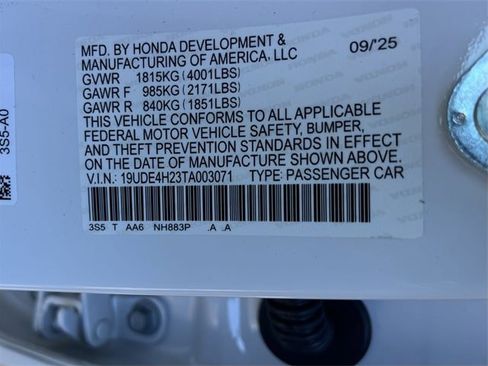 MFD. BY HONDA DEVELOPMENT & 09/'25
MANUFACTURING OF AMERICA, LLC
GVWR 1815KG(4001LBS)
GAWR F 985KG(2171LBS)
GAWR R 840KG(1851LBS)
THIS VEHICLE CONFORMS TO ALL APPLICABLE
FEDERAL MOTOR VEHICLE SAFETY, BUMPER,
AND THEFT PREVENTION STANDARDS IN EFFECT
ON THE DATE OF MANUFACTURE SHOWN ABOVE.
V.I.N.: 19UDE4H23TA003071 TYPE: PASSENGER CAR
3S5 T AA6 NH883P .A .A
3S5-A0